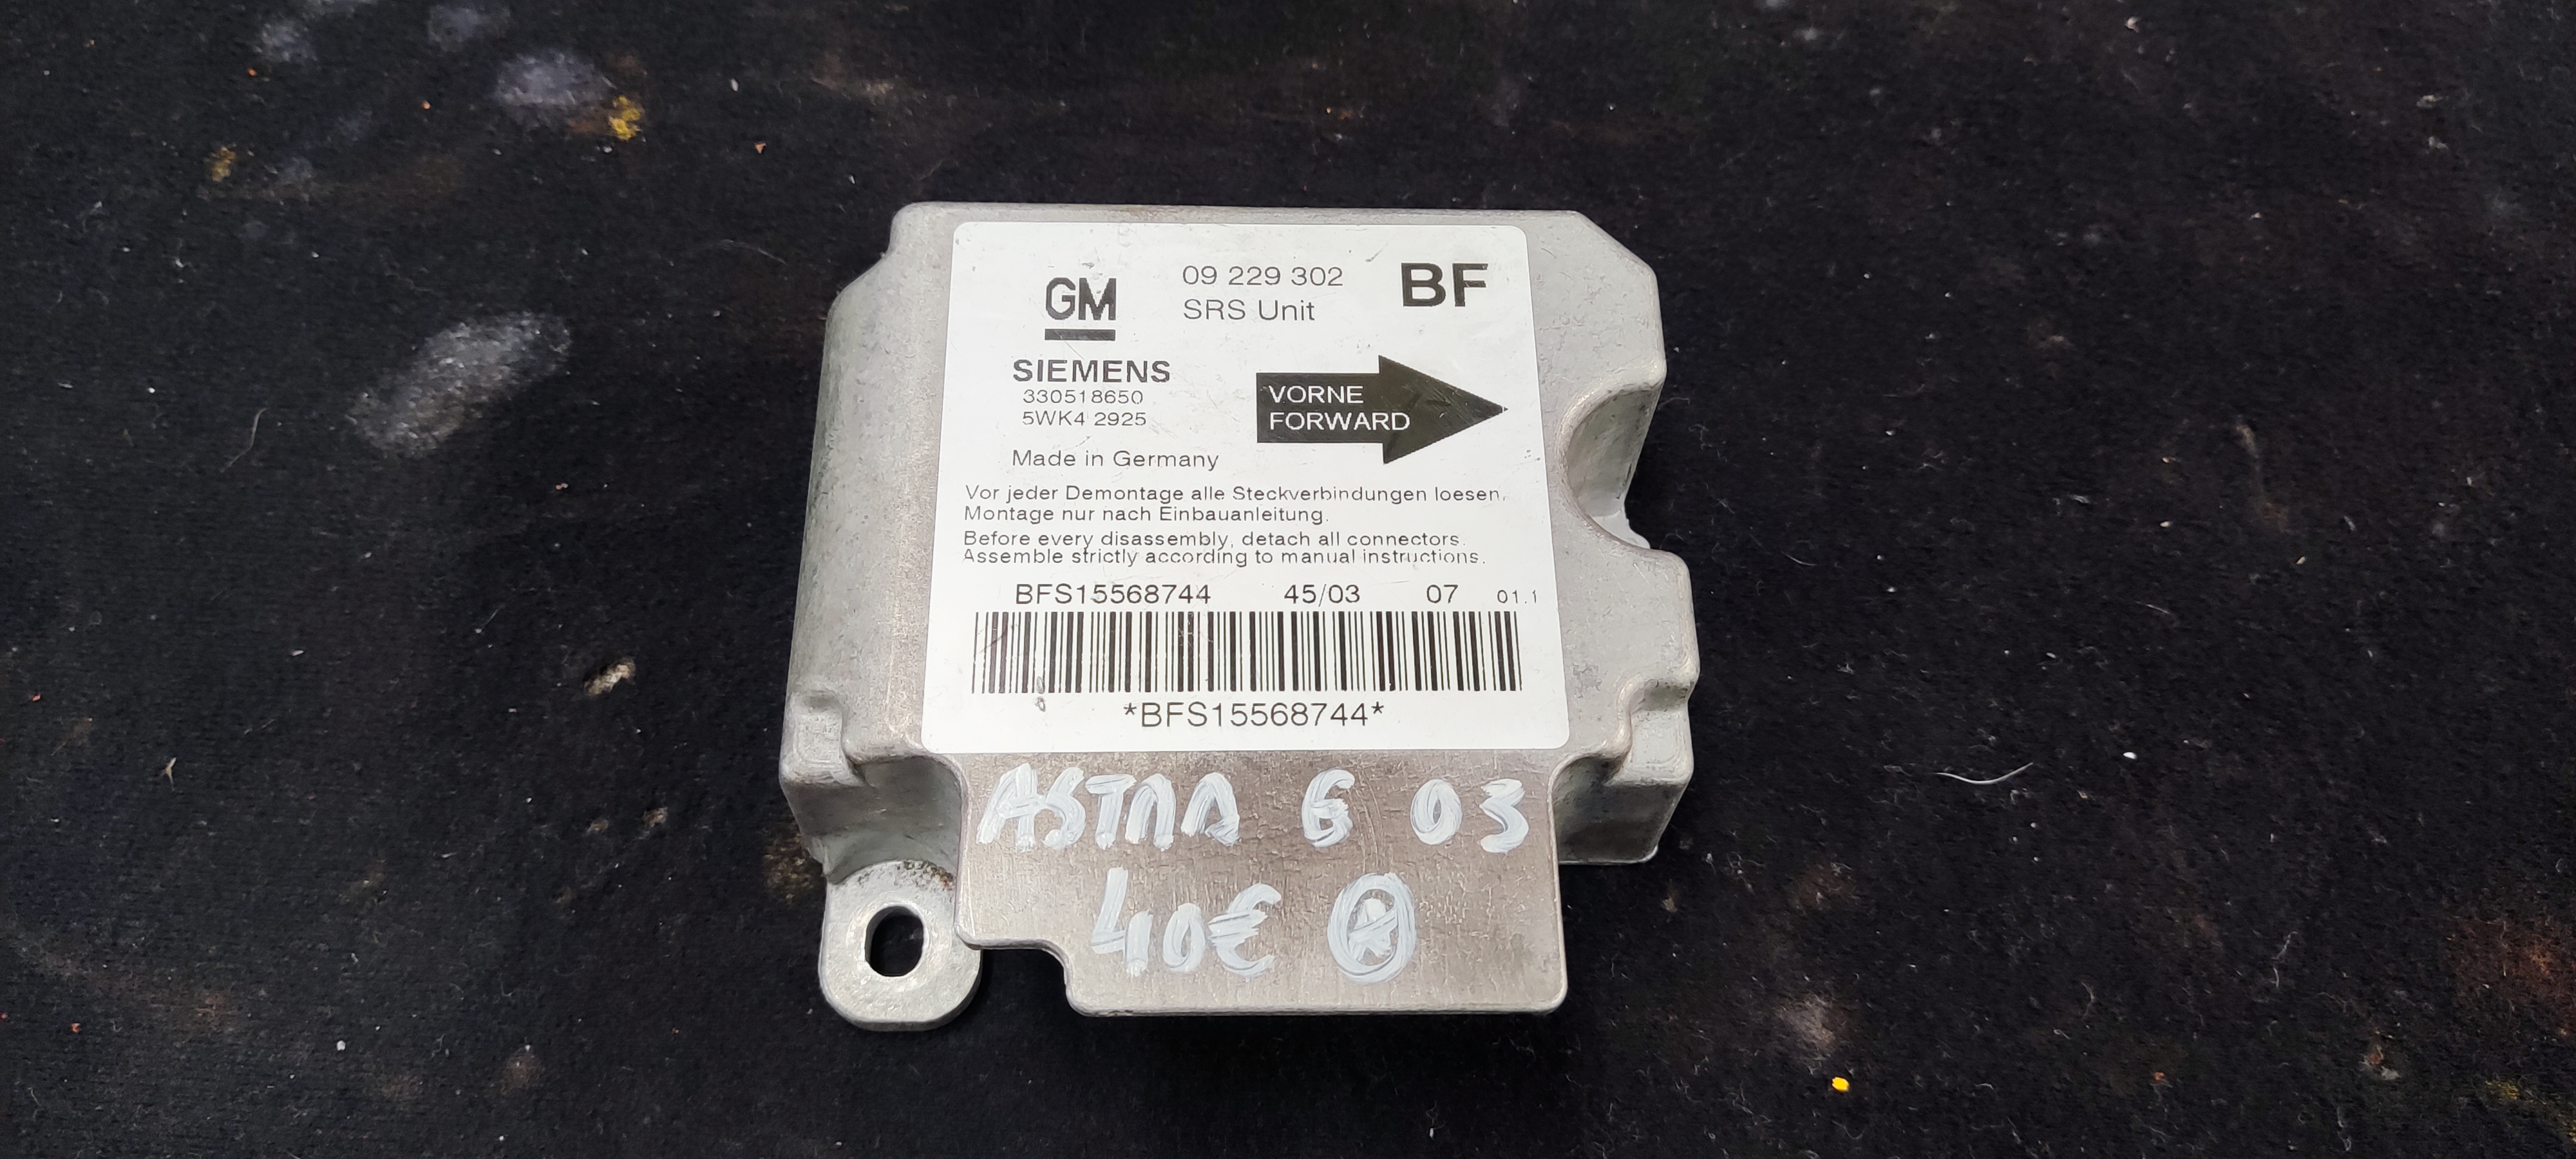 GM
09 229 302
SRS Unit
BF
SIEMENS
330518650
5WK4 2925
VORNE
FORWARD
Made in Germany
Vor jeder Demontage alle Steckverbindungen loesen.
Montage nur nach Einbauanleitung.
Before every disassembly, detach all connectors.
Assemble strictly according to manual instructions.
BFS15568744 45/03 07 01.1
*BFS15568744*
ASTRA G 03
40€